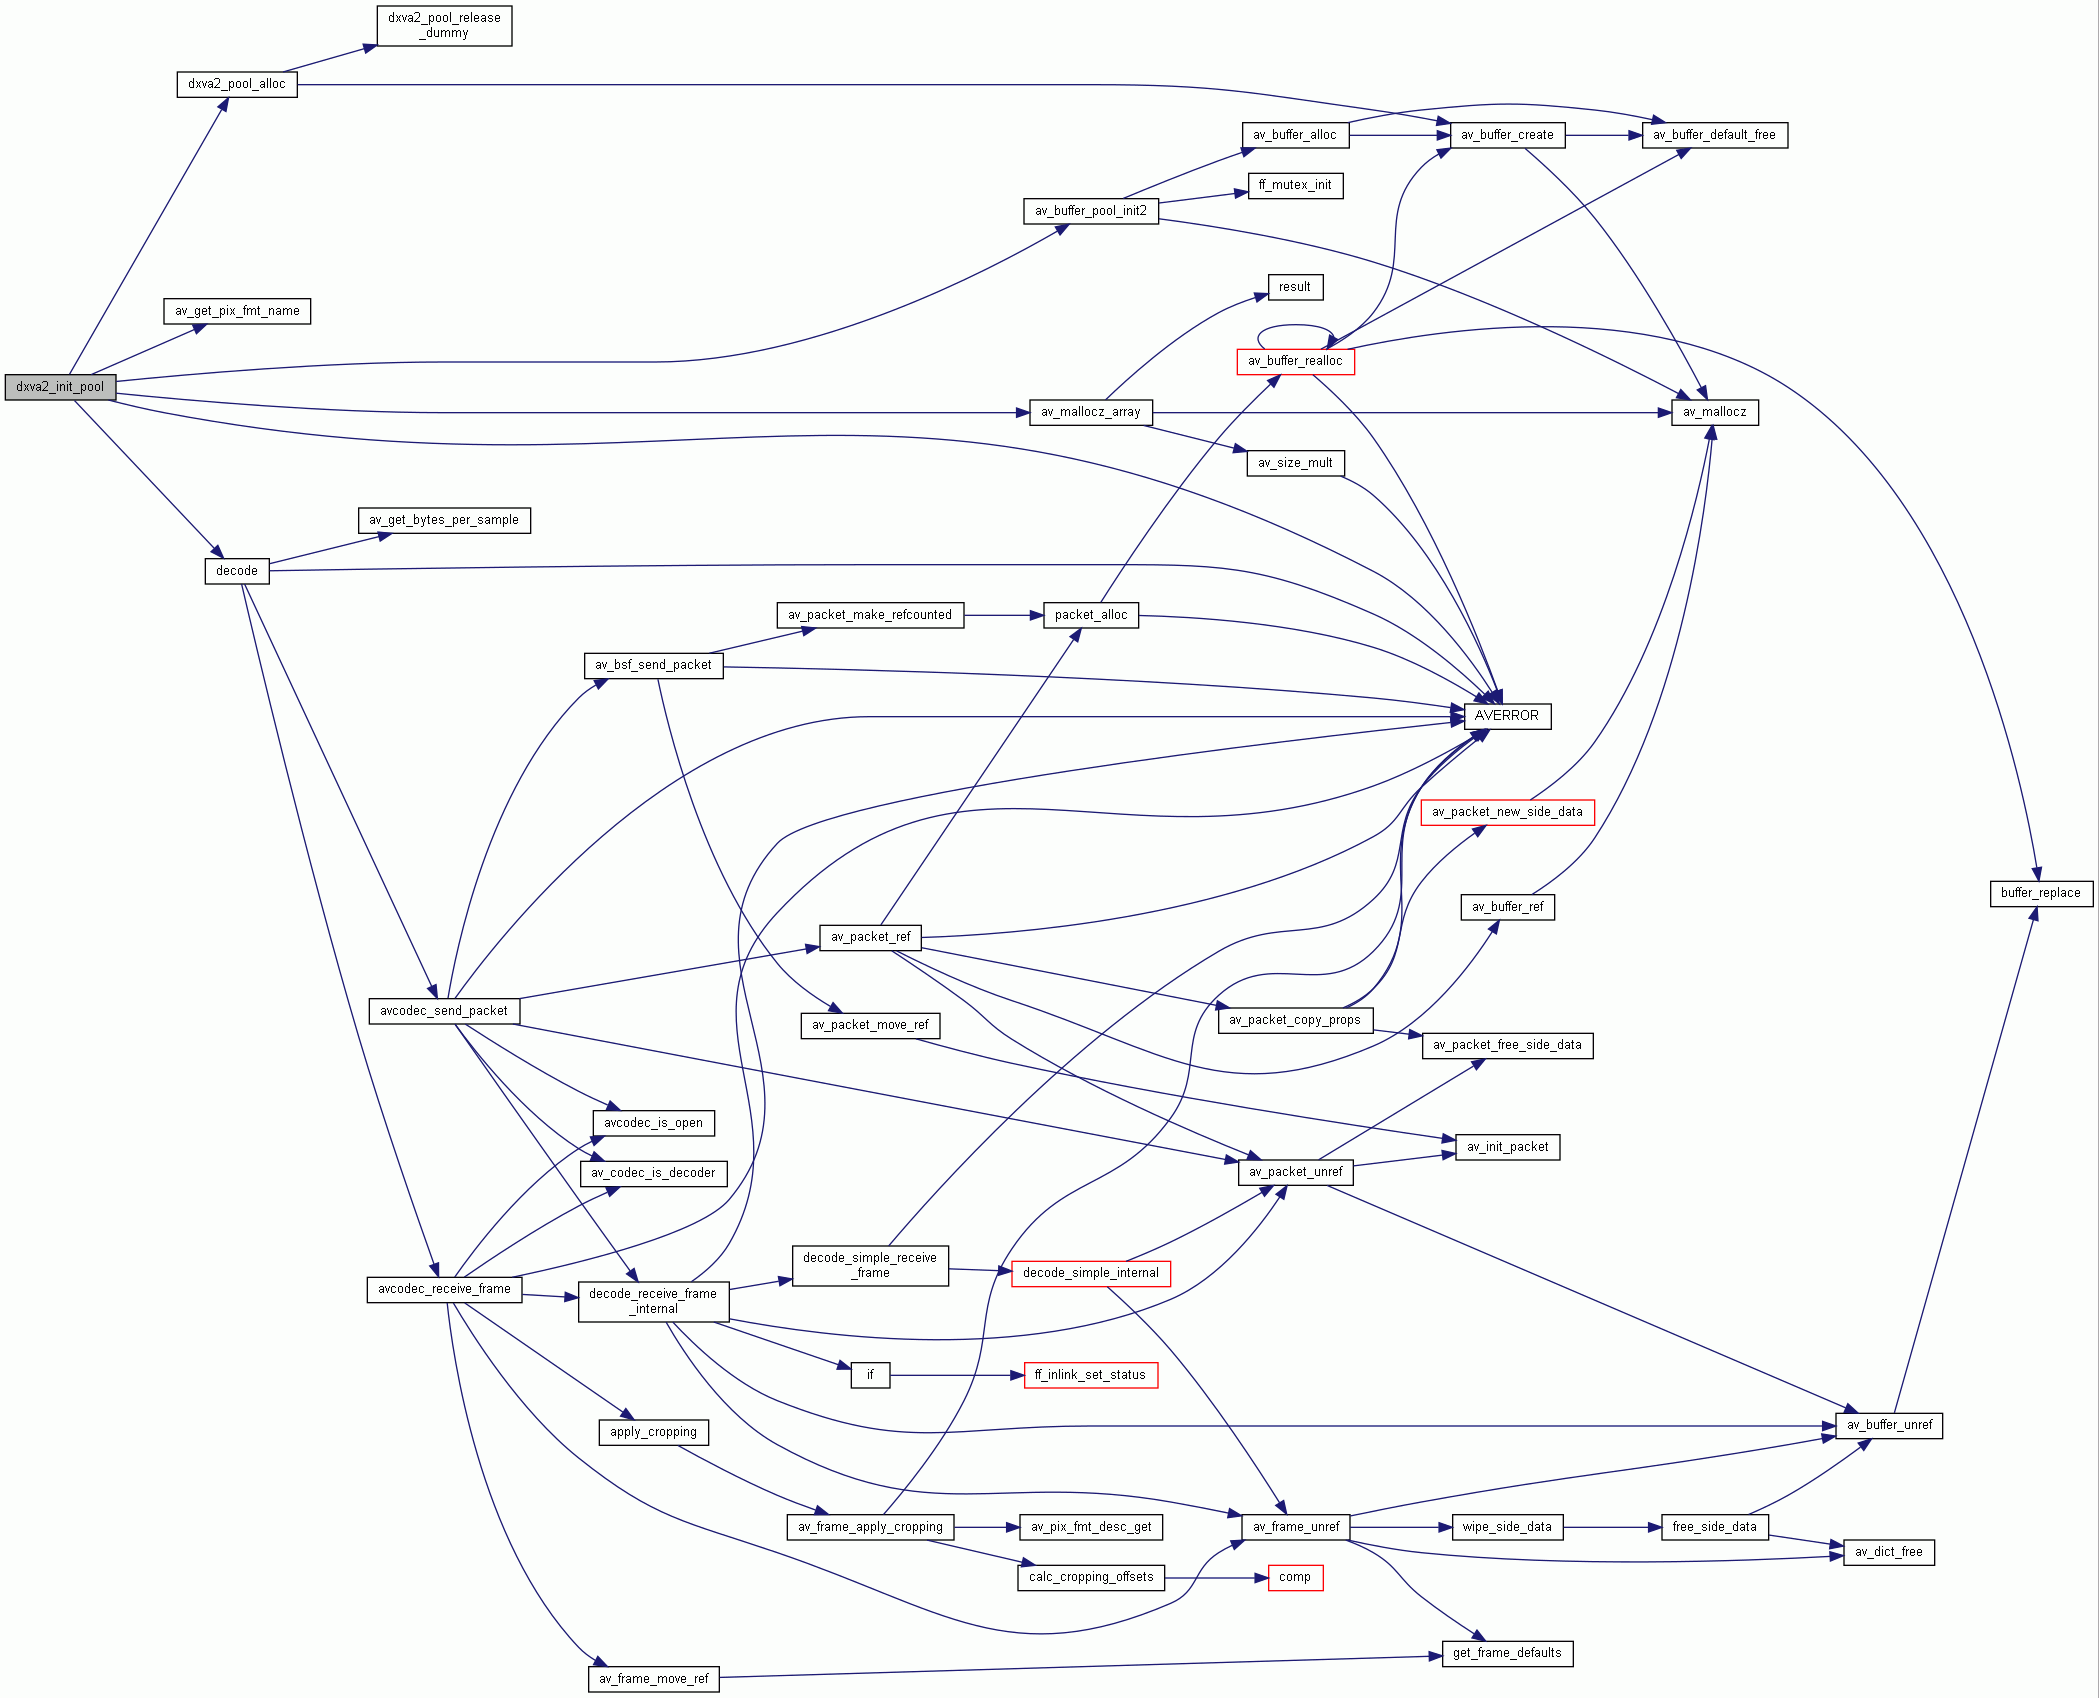 dxva2_pool_release
_dummy
dxva2_pool_alloc
av_buffer_alloc
av_buffer_create
av_buffer_default_free
ff_mutex_init
av_buffer_pool_init2
result
av_get_pix_fmt_name
av_buffer_realloc
dxva2_init_pool
av_mallocz_array
av_mallocz
av_size_mult
av_get_bytes_per_sample
decode
av_packet_make_refcounted
packet_alloc
av_bsf_send_packet
AVERROR
av_packet_new_side_data
buffer_replace
av_buffer_ref
av_packet_ref
avcodec_send_packet
av_packet_move_ref
av_packet_copy_props
av_packet_free_side_data
avcodec_is_open
av_init_packet
av_codec_is_decoder
av_packet_unref
decode_simple_receive
_frame
decode_simple_internal
avcodec_receive_frame
decode_receive_frame
_internal
if
ff_inlink_set_status
apply_cropping
av_buffer_unref
av_frame_apply_cropping
av_pix_fmt_desc_get
av_frame_unref
wipe_side_data
free_side_data
av_dict_free
calc_cropping_offsets
comp
get_frame_defaults
av_frame_move_ref